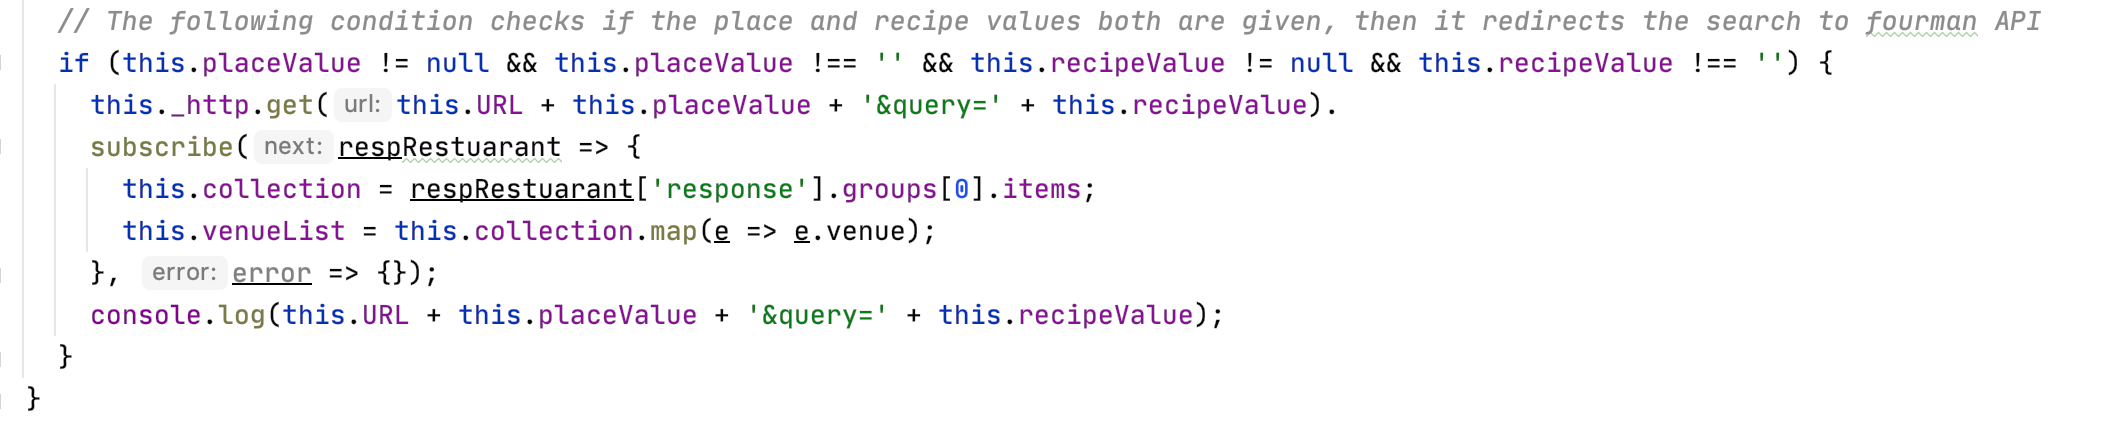 // The following condition checks if the place and recipe values both are given, then it redirects the search to fourman API
if (this.placeValue != null && this.placeValue !== '' && this.recipeValue != null && this.recipeValue !== '') {
this._http.get( url: this.URL + this.placeValue + '&query=' + this.recipeValue).
subscribe( next: respRestuarant => {
this.collection = respRestuarant['response'].groups[0].items;
this.venueList = this.collection.map(e => e.venue);
}, error: error => {});
console.log(this.URL + this.placeValue + '&query=' + this.recipeValue);
}
}